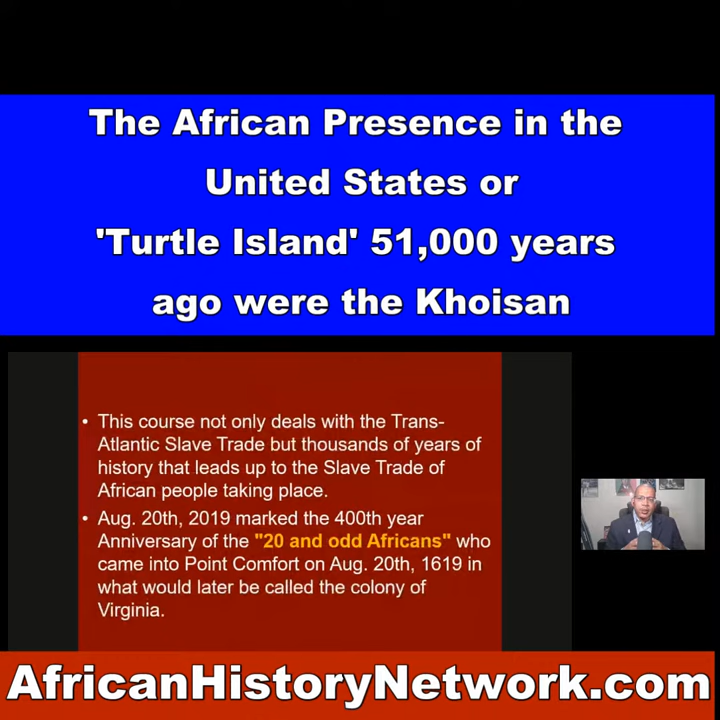 The African Presence in the
United States or
'Turtle Island' 51,000 years
ago were the Khoisan
• This course not only deals with the Trans-
Atlantic Slave Trade but thousands of years of
history that leads up to the Slave Trade of
African people taking place.
• Aug. 20th, 2019 marked the 400th year
Anniversary of the "20 and odd Africans" who
came into Point Comfort on Aug. 20th, 1619 in
what would later be called the colony of
Virginia.
AfricanHistoryNetwork.com